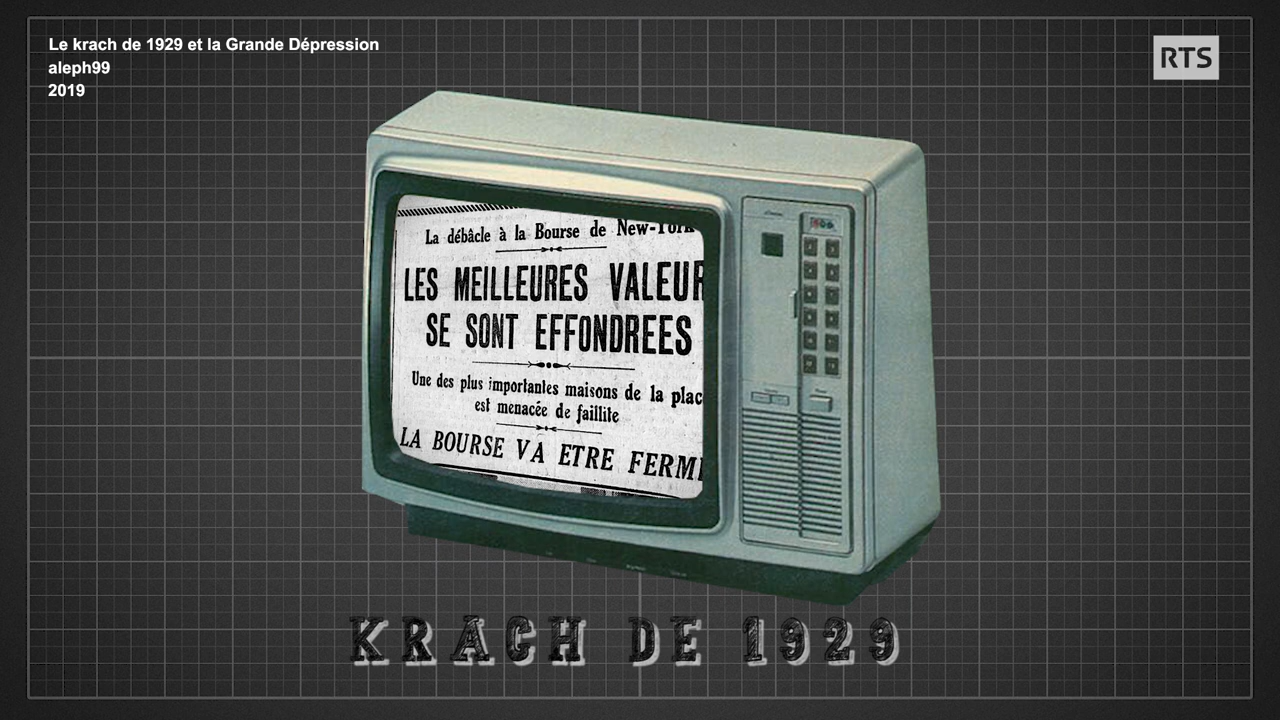 Le krach de 1929 et la Grande Dépression
aleph99
2019
RTS
La débâcle à la Bourse de New-York
LES MEILLEURES VALEUR
SE SONT EFFONDREES
Une des plus importantes maisons de la plac
est menacée de faillite
LA BOURSE VA ETRE FERM
KRACH DE 1929